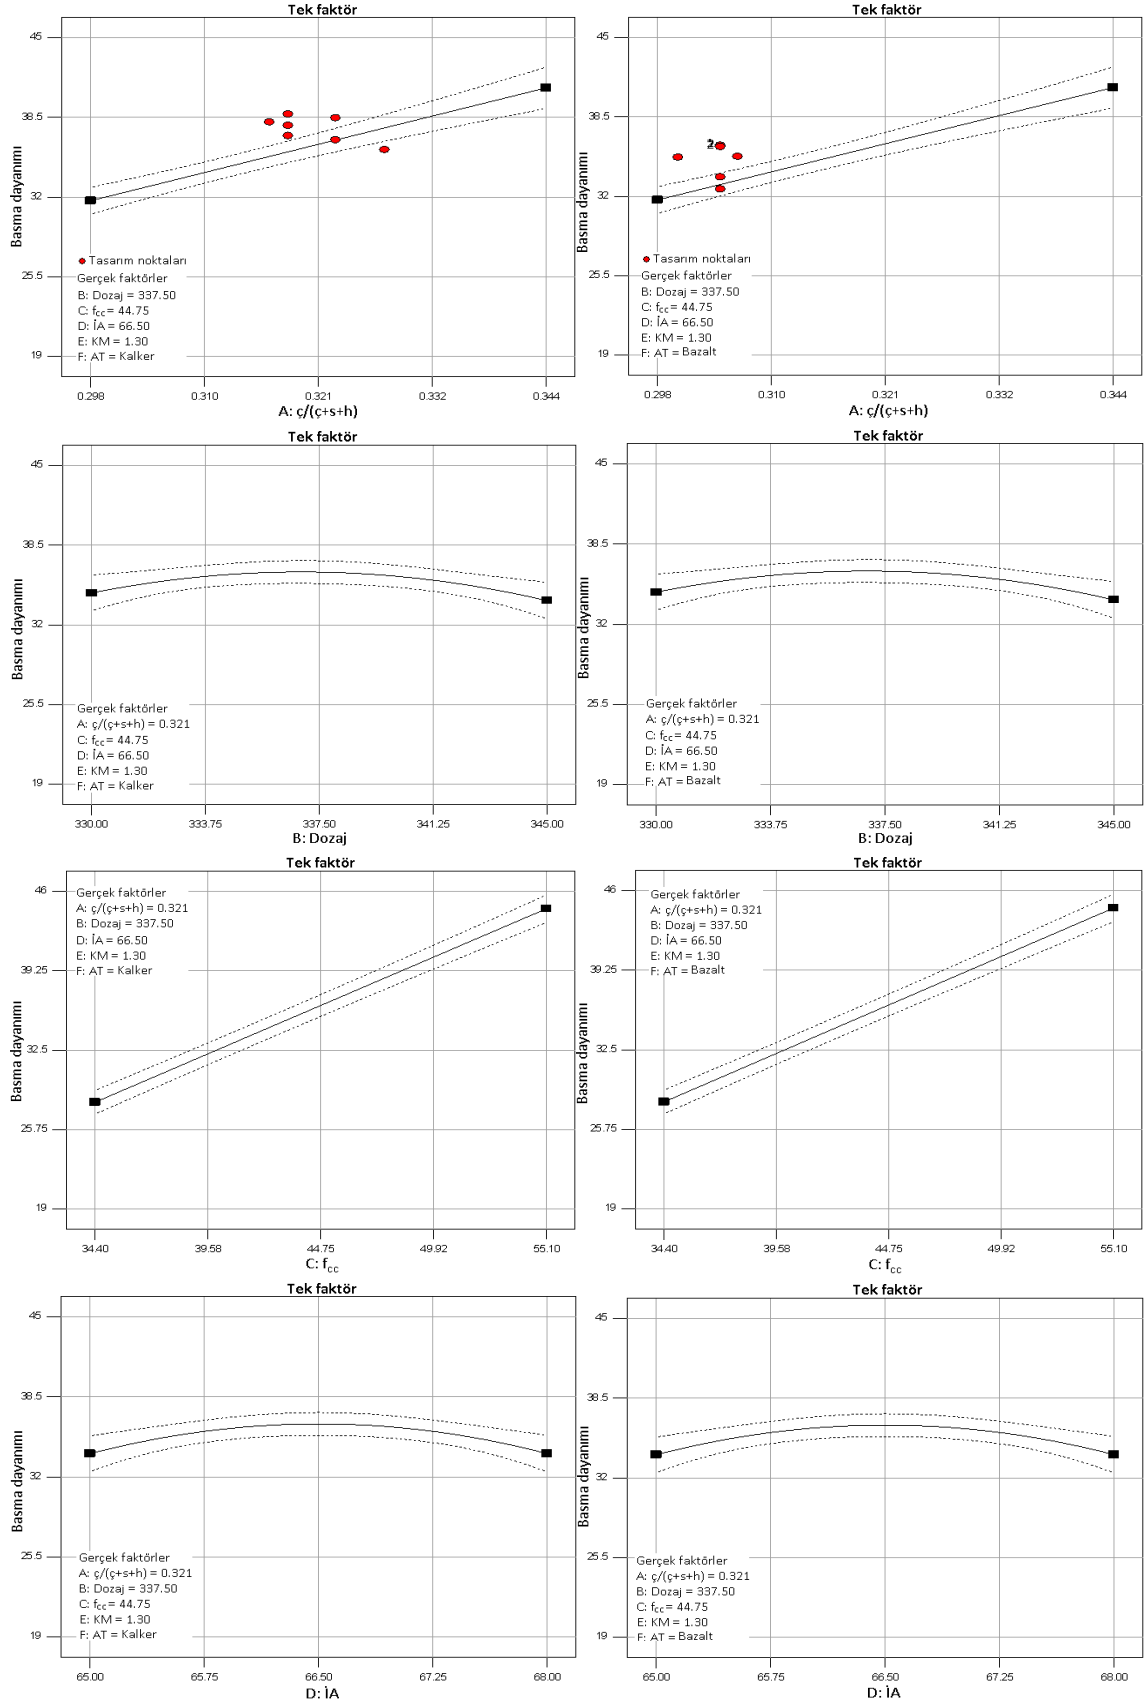 Tek faktör
45
38.5
32
25.5
19
Basma dayanımı
Tasarım noktaları
Gerçek faktörler
B: Dozaj = 337.50
C: fcc = 44.75
D: İA = 66.50
E: KM = 1.30
F: AT = Kalker
0.298
0.310
0.321
0.332
0.344
A: ç/(ç+s+h)
Tek faktör
45
38.5
32
25.5
19
Basma dayanımı
2
Tasarım noktaları
Gerçek faktörler
B: Dozaj = 337.50
C: fcc = 44.75
D: İA = 66.50
E: KM = 1.30
F: AT = Bazalt
0.298
0.310
0.321
0.332
0.344
A: ç/(ç+s+h)
Tek faktör
45
38.5
32
25.5
19
Basma dayanımı
Gerçek faktörler
A: ç/(ç+s+h) = 0.321
C: fcc = 44.75
D: İA = 66.50
E: KM = 1.30
F: AT = Kalker
330.00
333.75
337.50
341.25
345.00
B: Dozaj
Tek faktör
45
38.5
32
25.5
19
Basma dayanımı
Gerçek faktörler
A: ç/(ç+s+h) = 0.321
C: fcc = 44.75
D: İA = 66.50
E: KM = 1.30
F: AT = Bazalt
330.00
333.75
337.50
341.25
345.00
B: Dozaj
Tek faktör
46
39.25
32.5
25.75
19
Basma dayanımı
Gerçek faktörler
A: ç/(ç+s+h) = 0.321
B: Dozaj = 337.50
D: İA = 66.50
E: KM = 1.30
F: AT = Kalker
34.40
39.58
44.75
49.92
55.10
C: fcc
Tek faktör
46
39.25
32.5
25.75
19
Basma dayanımı
Gerçek faktörler
A: ç/(ç+s+h) = 0.321
B: Dozaj = 337.50
D: İA = 66.50
E: KM = 1.30
F: AT = Bazalt
34.40
39.58
44.75
49.92
55.10
C: fcc
Tek faktör
45
38.5
32
25.5
19
Basma dayanımı
Gerçek faktörler
A: ç/(ç+s+h) = 0.321
B: Dozaj = 337.50
C: fcc = 44.75
E: KM = 1.30
F: AT = Kalker
65.00
65.75
66.50
67.25
68.00
D: İA
Tek faktör
45
38.5
32
25.5
19
Basma dayanımı
Gerçek faktörler
A: ç/(ç+s+h) = 0.321
B: Dozaj = 337.50
C: fcc = 44.75
E: KM = 1.30
F: AT = Bazalt
65.00
65.75
66.50
67.25
68.00
D: İA